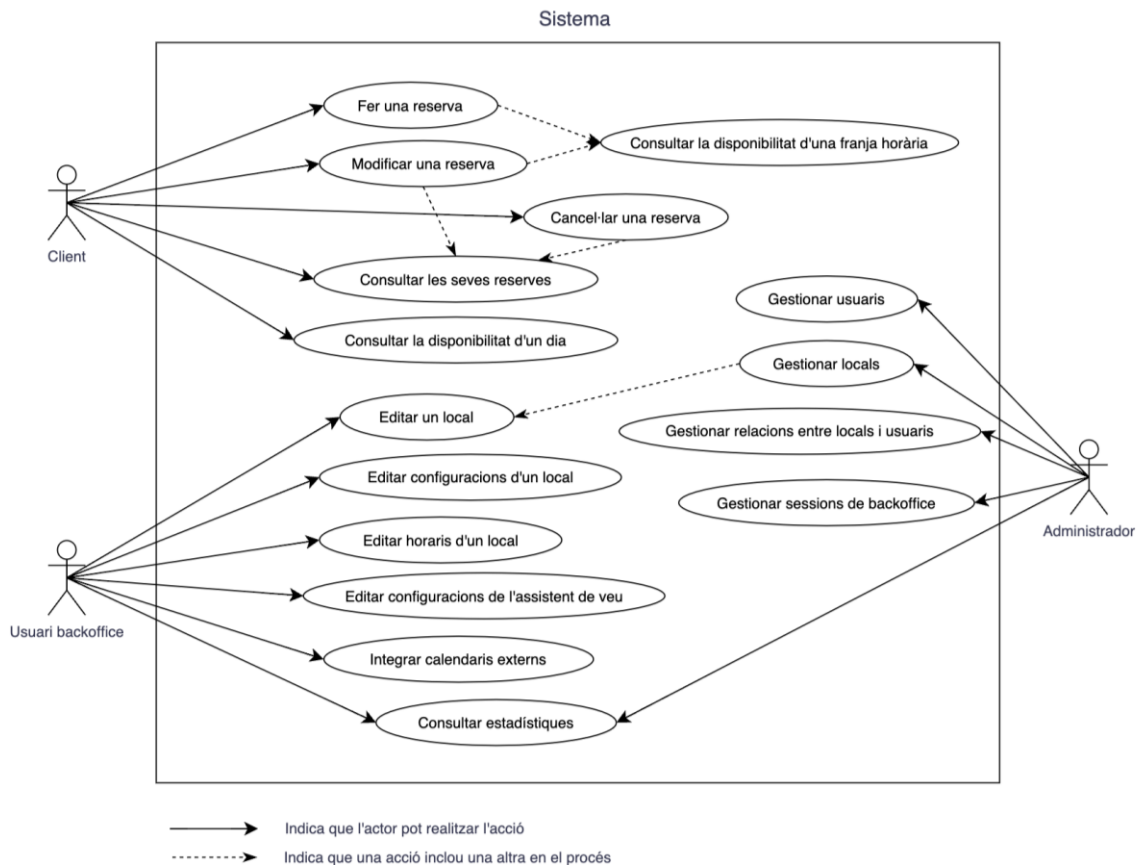 Sistema
Fer una reserva
Consultar la disponibilitat d'una franja horària
Modificar una reserva
Cancel·lar una reserva
Client
Consultar les seves reserves
Gestionar usuaris
Consultar la disponibilitat d'un dia
Gestionar locals
Editar un local
Gestionar relacions entre locals i usuaris
Editar configuracions d'un local
Gestionar sessions de backoffice
Administrador
Editar horaris d'un local
Editar configuracions de l'assistent de veu
Usuari backoffice
Integrar calendaris externs
Consultar estadístiques
Indica que l'actor pot realitzar l'acció
Indica que una acció inclou una altra en el procés